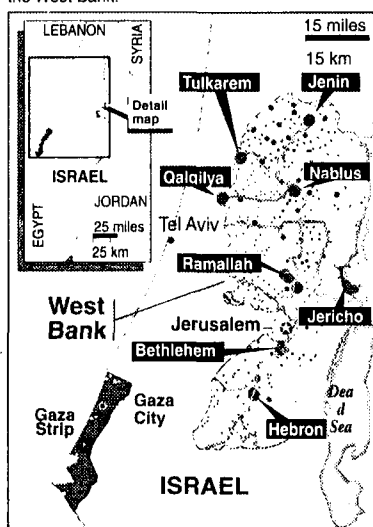 the West Bank.
LEBANON
SYRIA
Detail
map
ISRAEL
EGYPT
JORDAN
25 miles
25 km
15 miles
15 km
Tulkarem
Jenin
Qalqilya
Nablus
Tel Aviv
Ramallah
West
Bank
Jerusalem
Jericho
Bethlehem
Gaza
Strip
Gaza
City
Hebron
Dea
d
Sea
ISRAEL